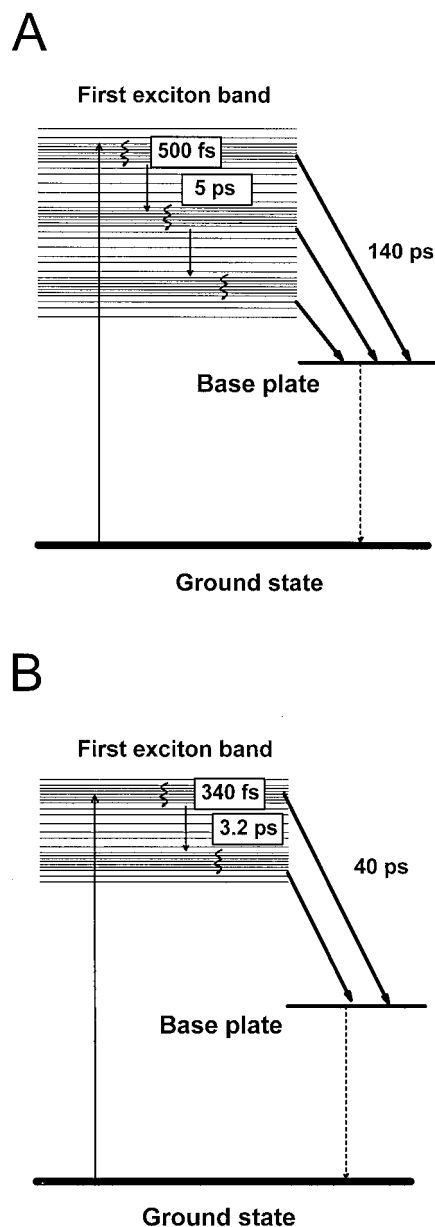 A
First exciton band
500 fs
5 ps
140 ps
Base plate
Ground state
B
First exciton band
340 fs
3.2 ps
40 ps
Base plate
Ground state